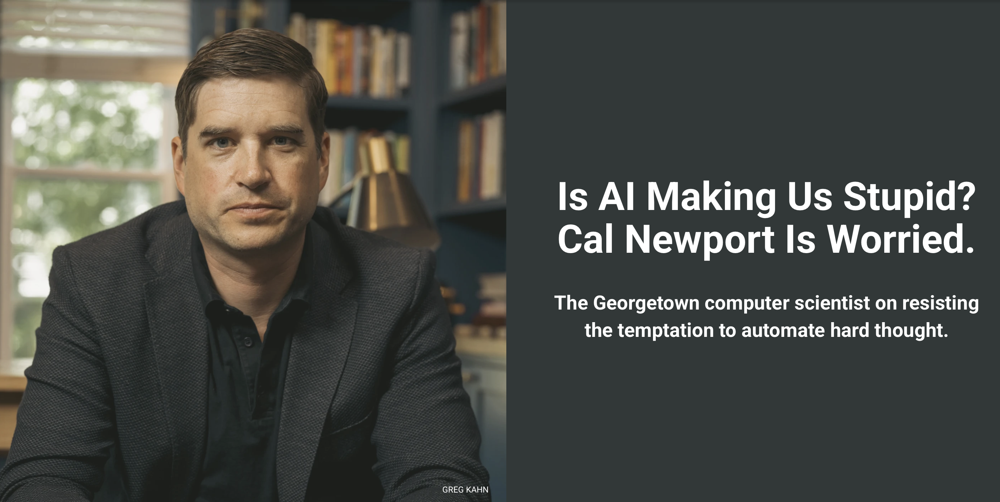 Is AI Making Us Stupid?
Cal Newport Is Worried.
The Georgetown computer scientist on resisting
the temptation to automate hard thought.
GREG KAHN